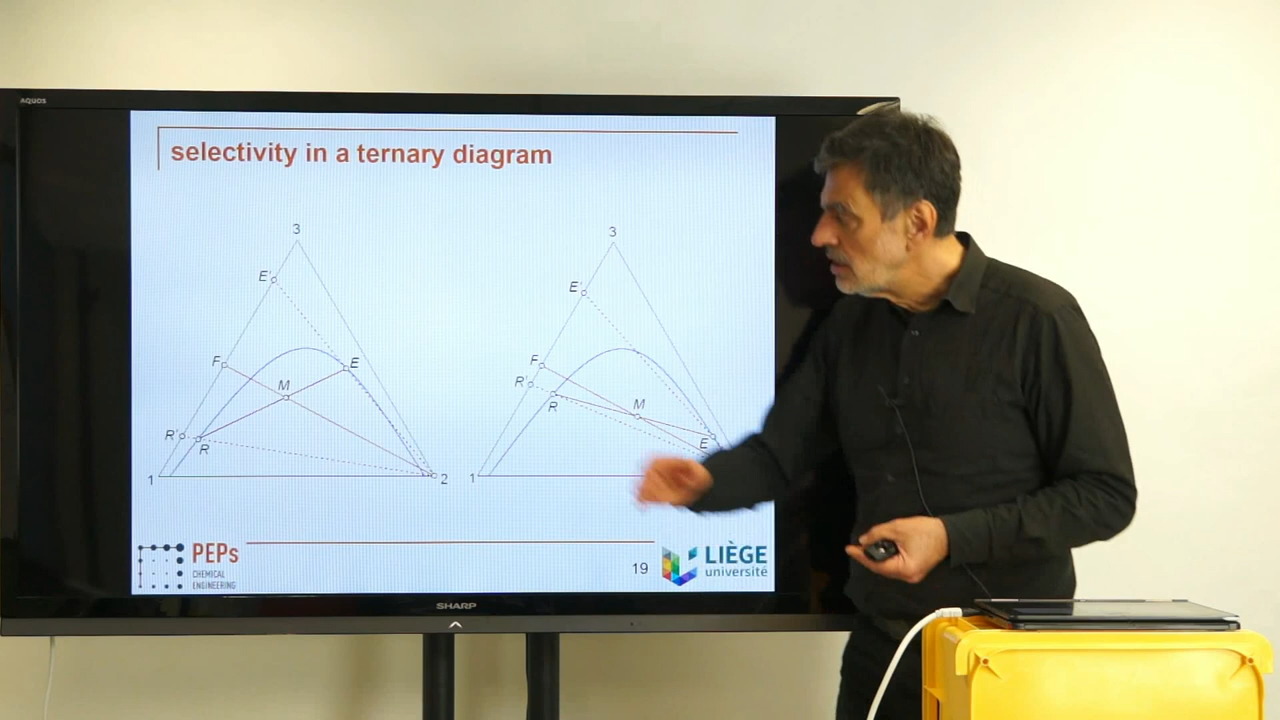 AQUOS
selectivity in a ternary diagram
3
E'
F
E
M
R'
R
1
2
3
E'
F
R'
R
M
E
1
PEPs
CHEMICAL
ENGINEERING
19
LIÈGE
université
SHARP